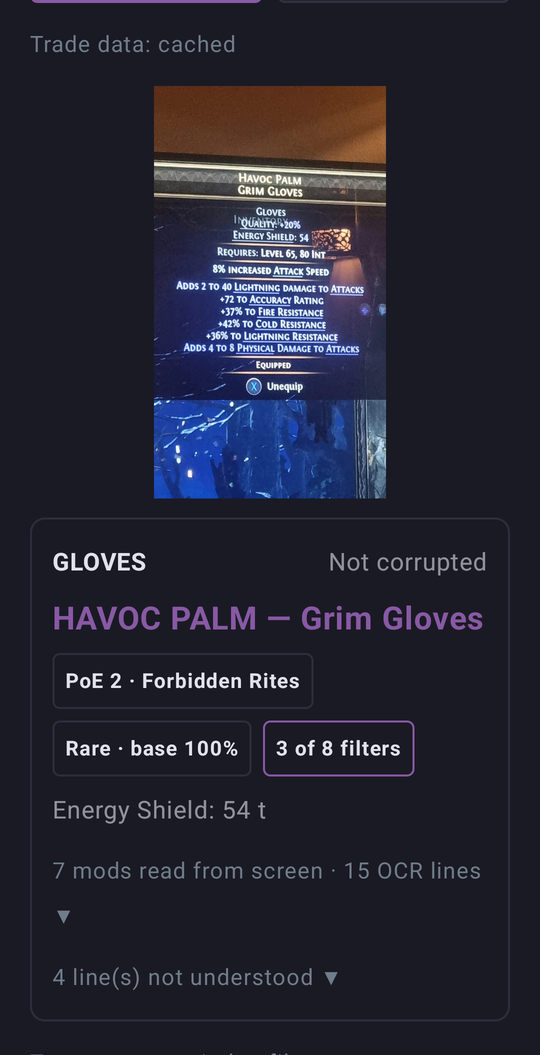 Trade data: cached
HAVOC PALM
GRIM GLOVES
GLOVES
INVENTORY
QUALITY: +20%
ENERGY SHIELD: 54
REQUIRES: LEVEL 65, 80 INT
8% INCREASED ATTACK SPEED
ADDS 2 TO 40 LIGHTNING DAMAGE TO ATTACKS
+72 TO ACCURACY RATING
+37% TO FIRE RESISTANCE
+42% TO COLD RESISTANCE
+36% TO LIGHTNING RESISTANCE
ADDS 4 TO 8 PHYSICAL DAMAGE TO ATTACKS
EQUIPPED
X Unequip
GLOVES
Not corrupted
HAVOC PALM — Grim Gloves
PoE 2 · Forbidden Rites
Rare · base 100%
3 of 8 filters
Energy Shield: 54 t
7 mods read from screen · 15 OCR lines
▼
4 line(s) not understood ▼